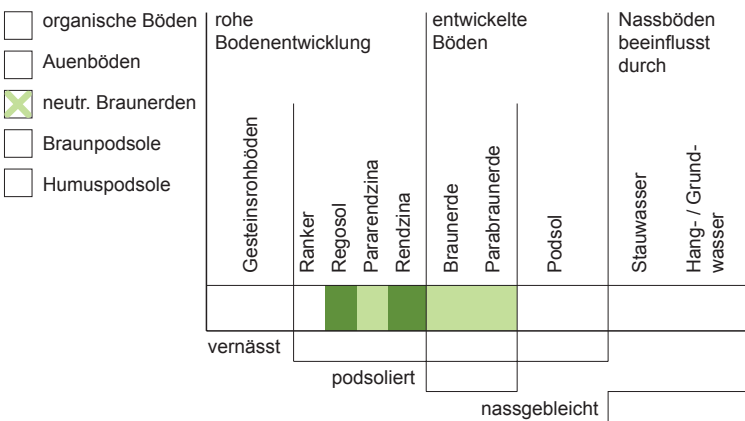 organische Böden
Auenböden
neutr. Braunerden
Braunpodsole
Humuspodsole
rohe
Bodenentwicklung
entwickelte
Böden
Nassböden
beeinflusst
durch
Gesteinsrohböden
Ranker
Regosol
Pararendzina
Rendzina
Braunerde
Parabraunerde
Podsol
Stauwasser
Hang- / Grund-
wasser
vernässt
podsoliert
nassgebleicht